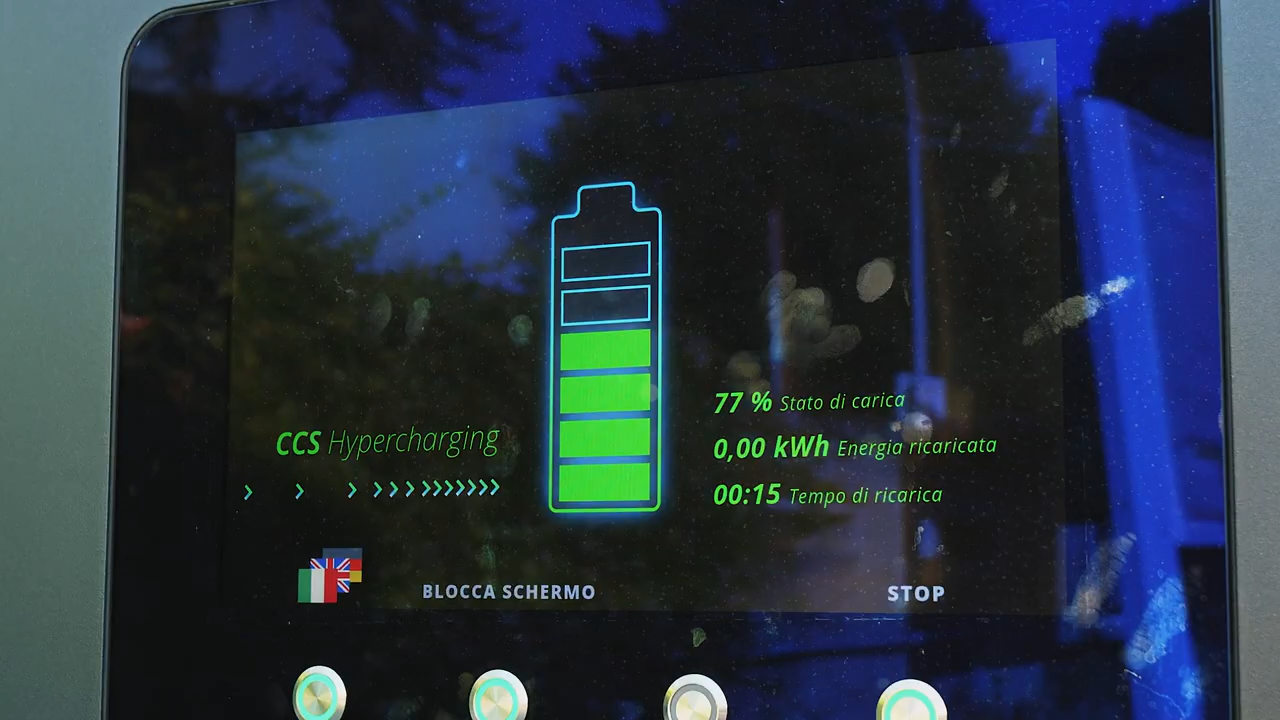 CCS Hypercharging
77 % Stato di carica
0,00 kWh Energia ricaricata
00:15 Tempo di ricarica
BLOCCA SCHERMO
STOP